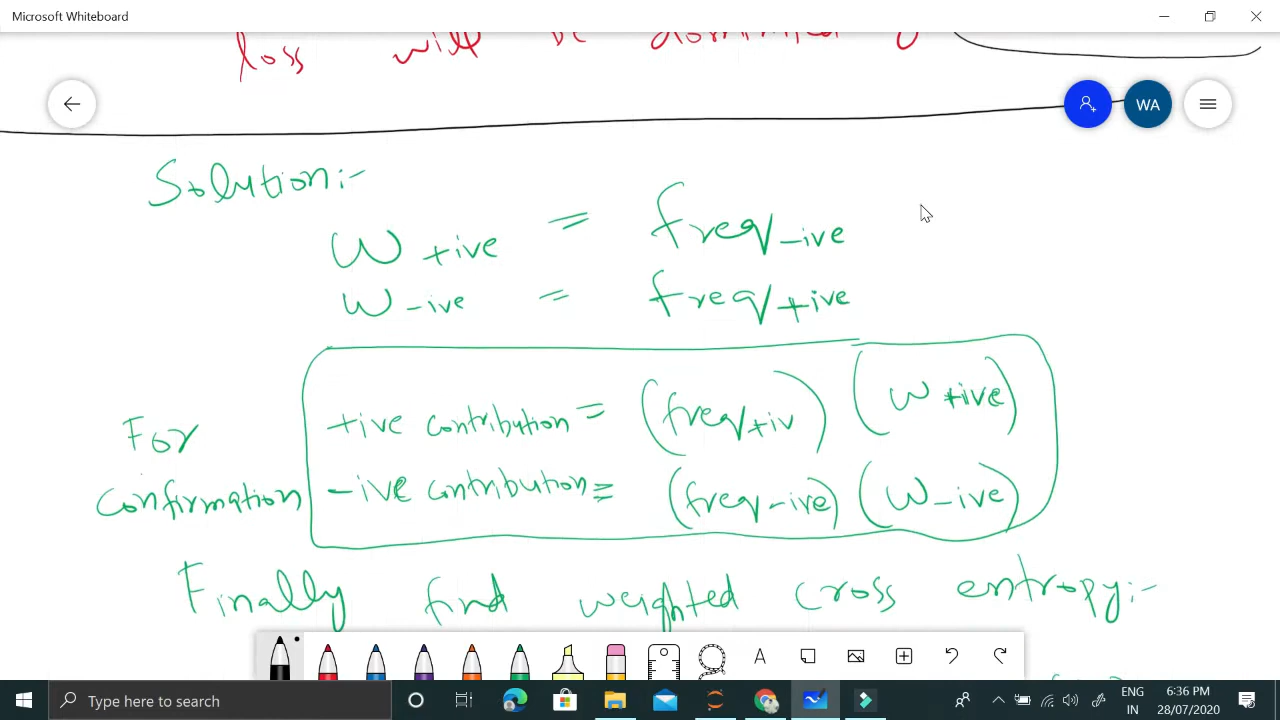 Microsoft Whiteboard
loss will be dominated
WA
Solution:-
W +ive = freq -ive
W -ive = freq +ive
For confirmation
+ive contribution = (freq +iv) (W +ive)
-ive contribution = (freq -ive) (W -ive)
Finally find weighted cross entropy:-
A
Type here to search
ENG
IN
6:36 PM
28/07/2020